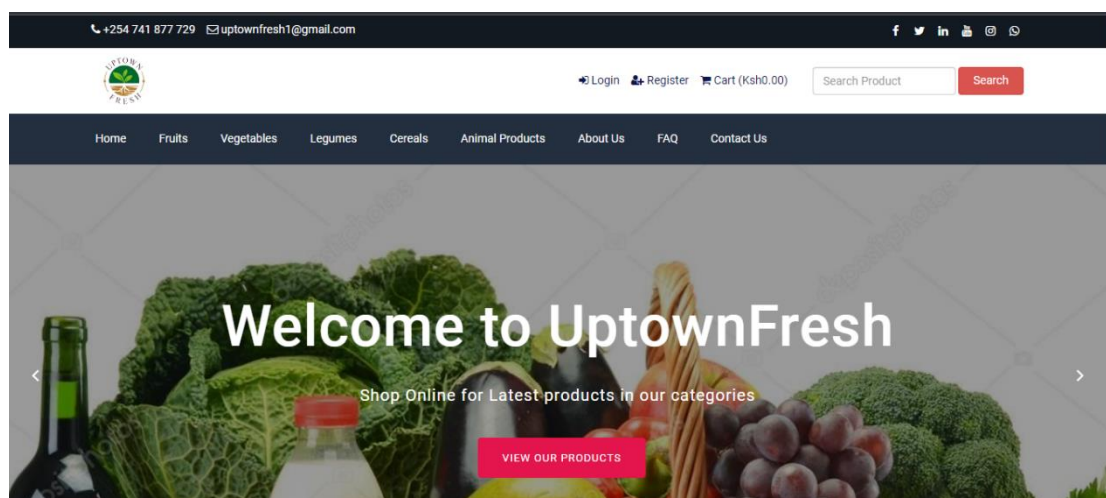 +254 741 877 729 uptownfresh1@gmail.com
UPTOWN
FRESH
Login Register Cart (Ksh0.00) Search Product Search
Home Fruits Vegetables Legumes Cereals Animal Products About Us FAQ Contact Us
Welcome to UptownFresh
Shop Online for Latest products in our categories
VIEW OUR PRODUCTS
depositphotos